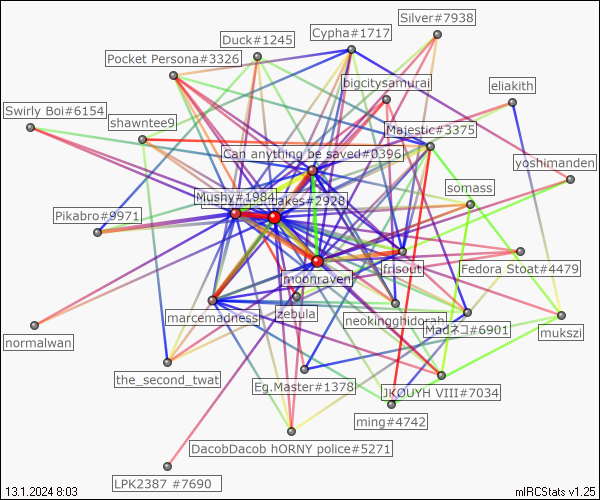 Silver#7938
Cypha#1717
Duck#1245
Pocket Persona#3326
bigcitysamurai
eliakith
Swirly Boi#6154
shawntee9
Majestic#3375
Can anything be saved#0396
yoshimanden
somass
Mushy#1984
takes#2928
Pikabro#9971
moonraven
frisout
Fedora Stoat#4479
marcemadness
zebula
neokingghidorah
Madネコ#6901
mukszi
normalwan
the_second_twat
Eg.Master#1378
JKOUYH VIII#7034
ming#4742
DacobDacob hORNY police#5271
LPK2387 #7690
13.1.2024 8:03
mIRCStats v1.25